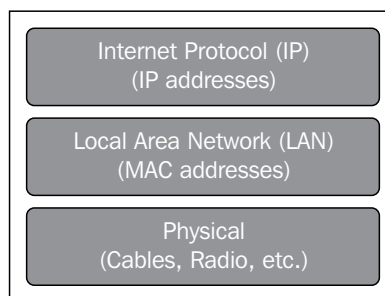 Internet Protocol (IP)
(IP addresses)
Local Area Network (LAN)
(MAC addresses)
Physical
(Cables, Radio, etc.)